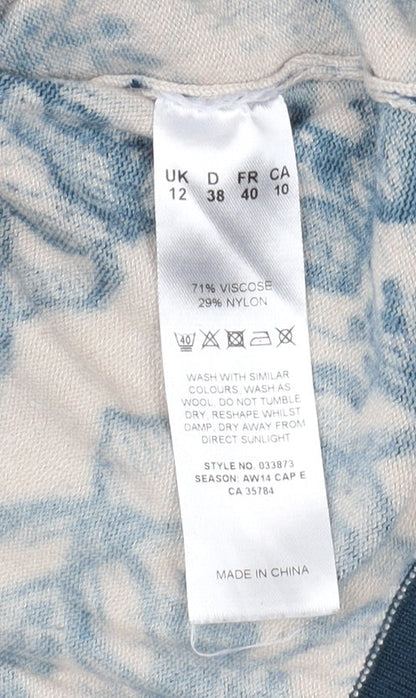 UK D FR CA
12 38 40 10
71% VISCOSE
29% NYLON
40
WASH WITH SIMILAR
COLOURS. WASH AS
WOOL. DO NOT TUMBLE
DRY. RESHAPE WHILST
DAMP. DRY AWAY FROM
DIRECT SUNLIGHT
STYLE NO. 033873
SEASON: AW14 CAP E
CA 35784
MADE IN CHINA